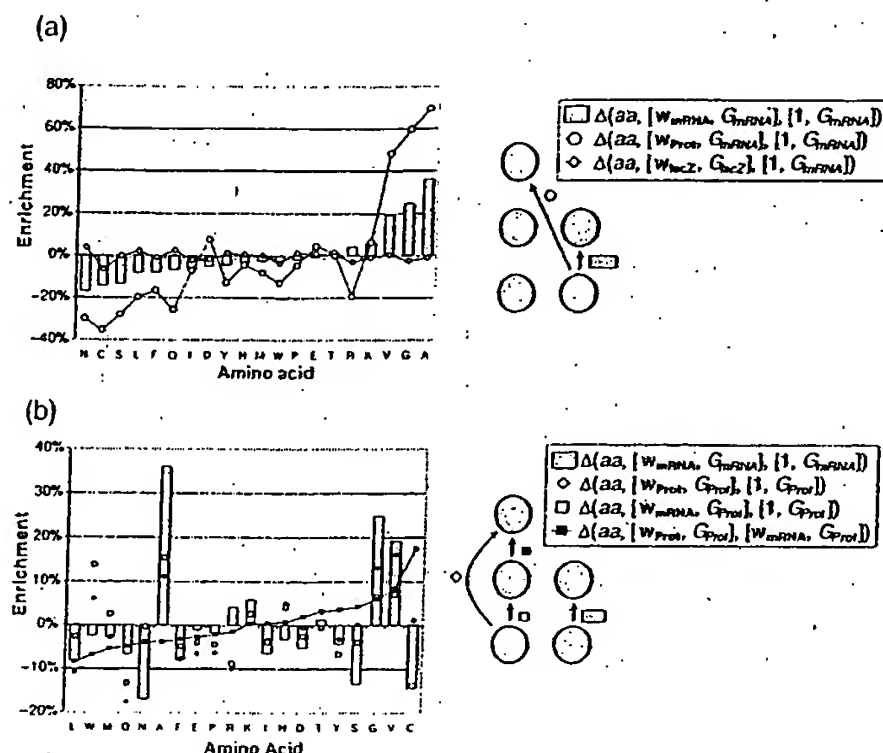 (a)
80%
60%
40%
20%
0%
-20%
-40%
Enrichment
N C S L F Q I D Y H M W P E T R K V G A
Amino acid
Δ(aa, [w_mRNA, G_mRNA], [1, G_mRNA])
Δ(aa, [w_Prot, G_mRNA], [1, G_mRNA])
Δ(aa, [w_lacZ, G_lacZ], [1, G_mRNA])
(b)
40%
30%
20%
10%
0%
-10%
-20%
Enrichment
L W M Q N A F E P R K I H D T Y S G V C
Amino Acid
Δ(aa, [w_mRNA, G_mRNA], [1, G_mRNA])
Δ(aa, [w_Prot, G_Prot], [1, G_Prot])
Δ(aa, [w_mRNA, G_Prot], [1, G_Prot])
Δ(aa, [w_Prot, G_Prot], [w_mRNA, G_Prot])